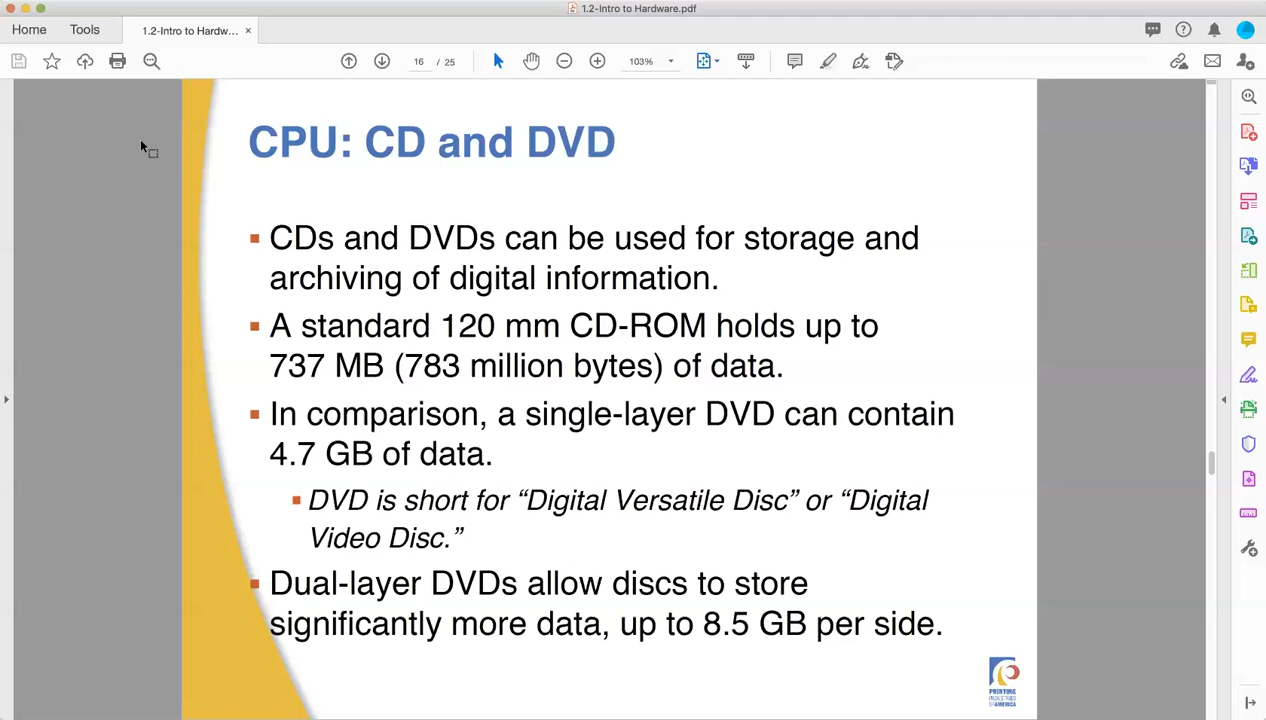 1.2-Intro to Hardware.pdf
Home
Tools
1.2-Intro to Hardw... ×
16 / 25
103%
CPU: CD and DVD
CDs and DVDs can be used for storage and
archiving of digital information.
A standard 120 mm CD-ROM holds up to
737 MB (783 million bytes) of data.
In comparison, a single-layer DVD can contain
4.7 GB of data.
DVD is short for “Digital Versatile Disc” or “Digital
Video Disc.”
Dual-layer DVDs allow discs to store
significantly more data, up to 8.5 GB per side.
PRINTING
INDUSTRIES
OF AMERICA